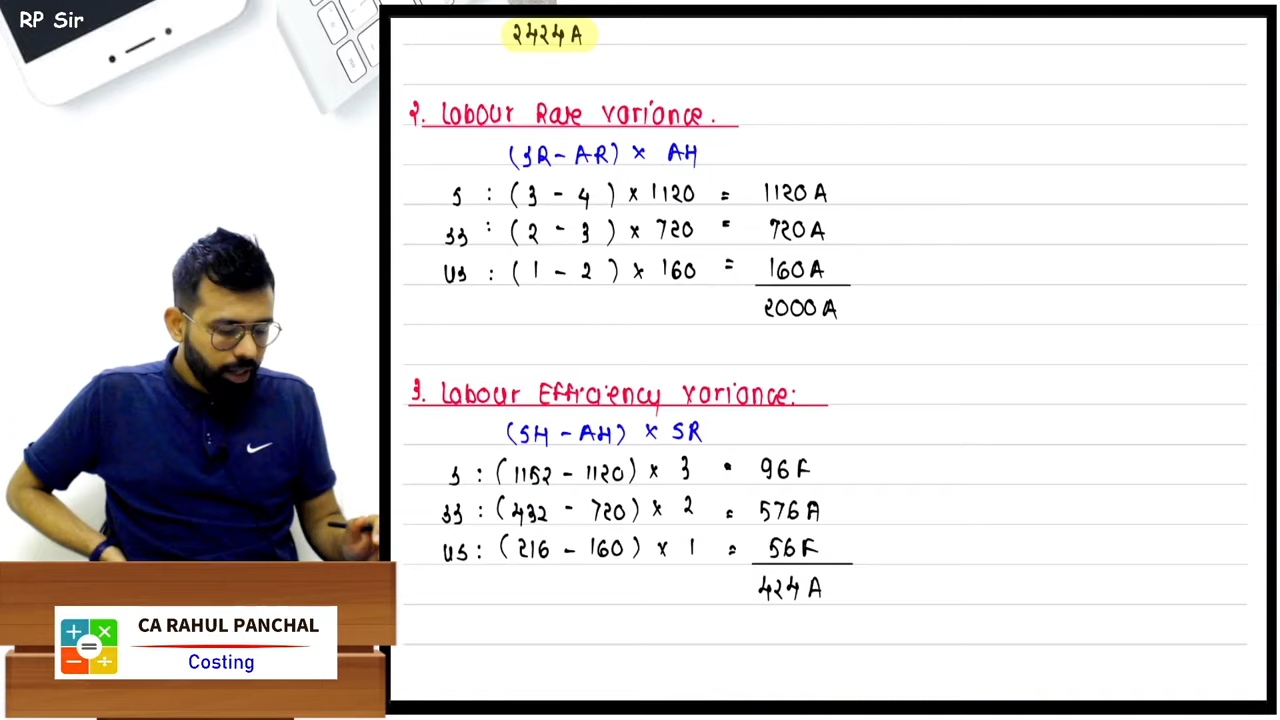 RP Sir
2424 A
2. Labour Rate variance.
(SR - AR) × AH
S : (3 - 4) × 1120 = 1120 A
SS : (2 - 3) × 720 = 720 A
US : (1 - 2) × 160 = 160 A
2000 A
3. Labour Efficiency variance:
(SH - AH) × SR
S : (1152 - 1120) × 3 = 96 F
SS : (432 - 720) × 2 = 576 A
US : (216 - 160) × 1 = 56 F
424 A
CA RAHUL PANCHAL
Costing